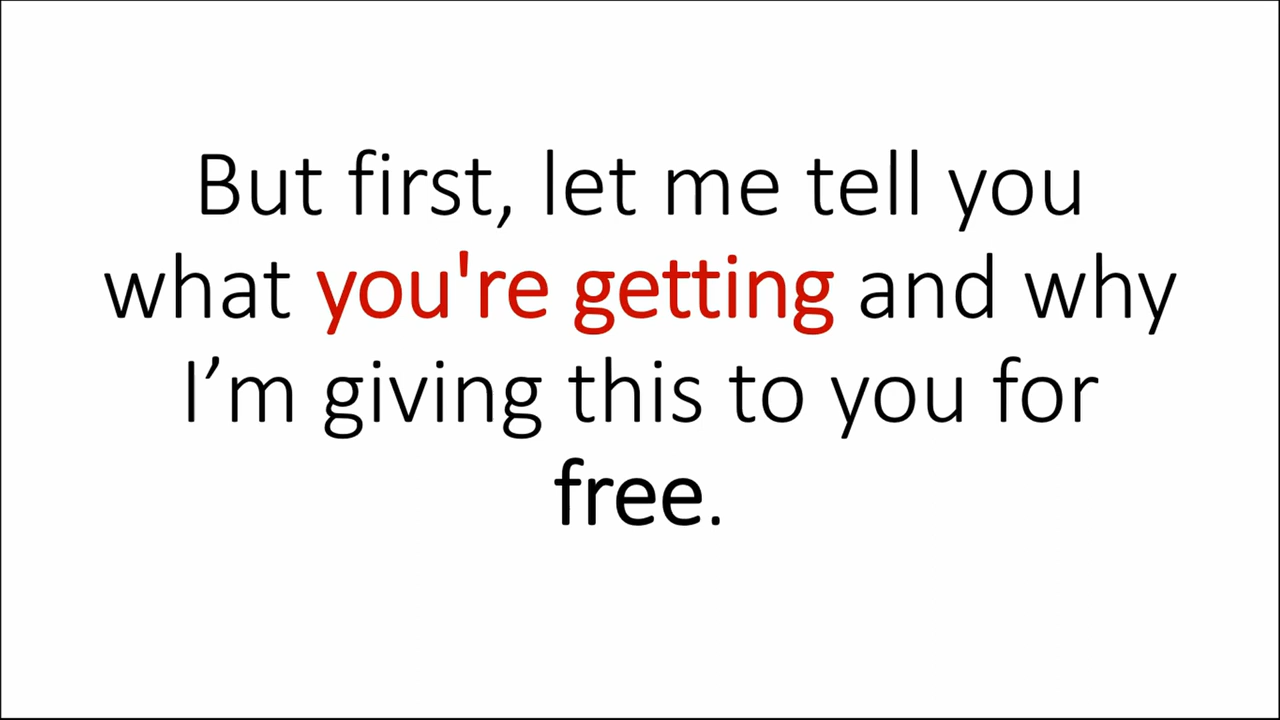 But first, let me tell you
what you're getting and why
I’m giving this to you for
free.